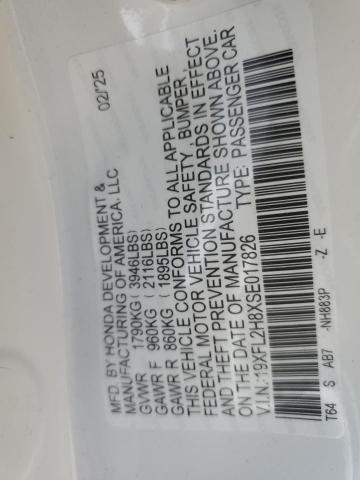 MFD. BY HONDA DEVELOPMENT & 02/'25
MANUFACTURING OF AMERICA, LLC
GVWR 1790KG (3946LBS)
GAWR F 960KG (2116LBS)
GAWR R 860KG (1895LBS)
THIS VEHICLE CONFORMS TO ALL APPLICABLE
FEDERAL MOTOR VEHICLE SAFETY, BUMPER,
AND THEFT PREVENTION STANDARDS IN EFFECT
ON THE DATE OF MANUFACTURE SHOWN ABOVE.
V.I.N.:19XFL2H8XSE017826 TYPE: PASSENGER CAR
T64 S AB7 -NH883P -Z -E